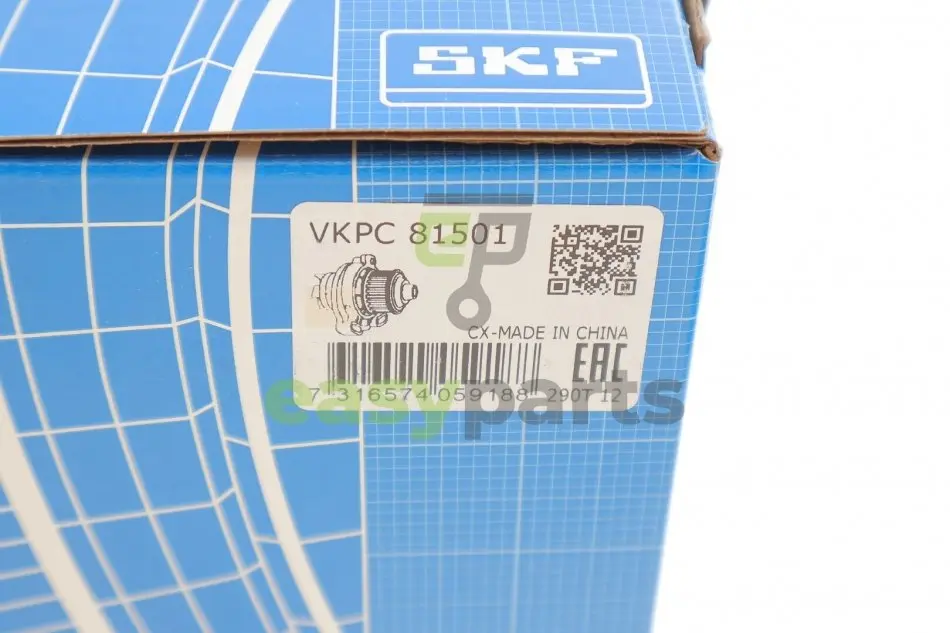 SKF
VKPC 81501
CX-MADE IN CHINA
EAC
7 316574 059188 290T 12
easyparts